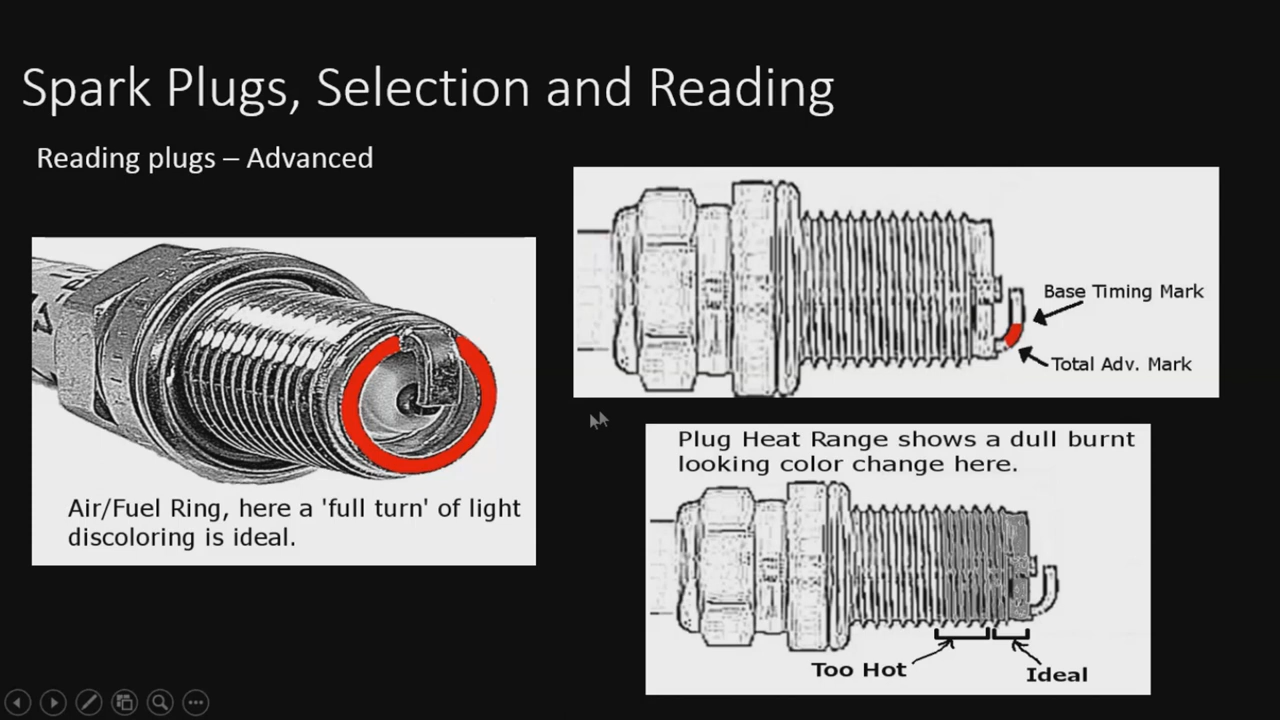 Spark Plugs, Selection and Reading
Reading plugs – Advanced
Air/Fuel Ring, here a 'full turn' of light
discoloring is ideal.
Base Timing Mark
Total Adv. Mark
Plug Heat Range shows a dull burnt
looking color change here.
Too Hot
Ideal